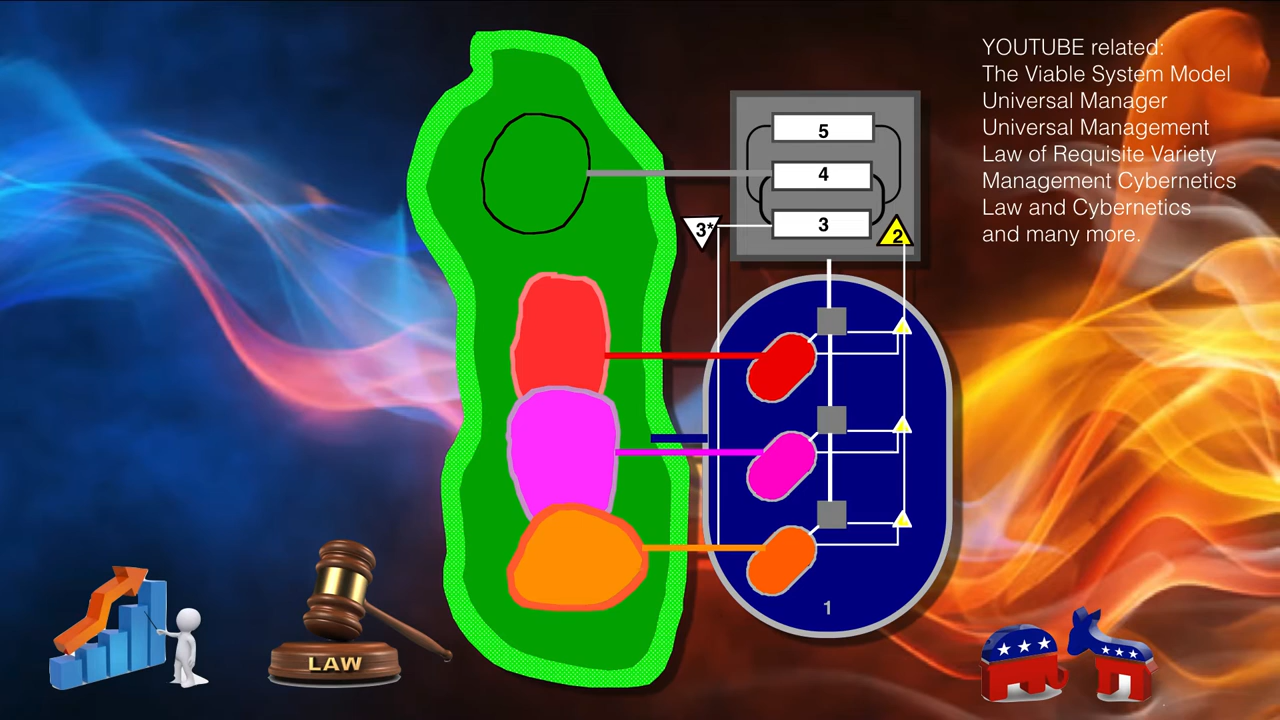 YOUTUBE related:
The Viable System Model
Universal Manager
Universal Management
Law of Requisite Variety
Management Cybernetics
Law and Cybernetics
and many more.
5
4
3
3*
2
1
LAW